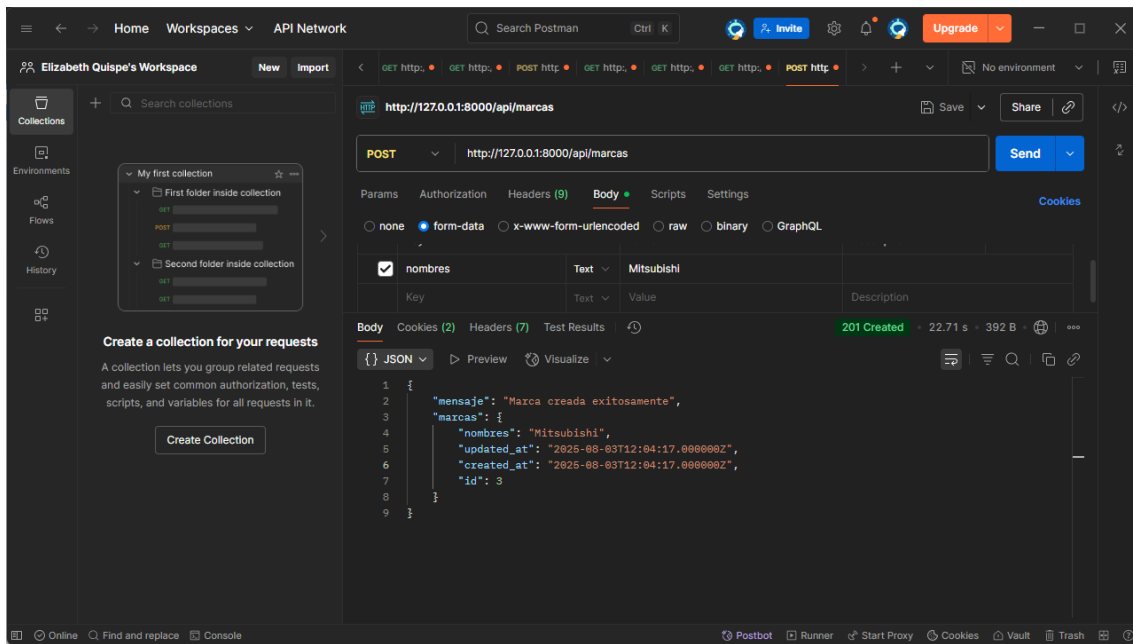 Home Workspaces API Network Search Postman Ctrl K Invite Upgrade
Elizabeth Quispe's Workspace New Import
GET http:, GET http:, POST http GET http:, GET http:, GET http:, POST http No environment
Collections
Environments
Flows
History
Search collections
My first collection
First folder inside collection
GET
POST
GET
Second folder inside collection
GET
GET
Create a collection for your requests
A collection lets you group related requests
and easily set common authorization, tests,
scripts, and variables for all requests in it.
Create Collection
HTTP http://127.0.0.1:8000/api/marcas Save Share
POST http://127.0.0.1:8000/api/marcas Send
Params Authorization Headers (9) Body Scripts Settings Cookies
none form-data x-www-form-urlencoded raw binary GraphQL
nombres Text Mitsubishi
Key Text Value Description
Body Cookies (2) Headers (7) Test Results 201 Created 22.71 s 392 B
{} JSON Preview Visualize
1 {
2 "mensaje": "Marca creada exitosamente",
3 "marcas": {
4 "nombres": "Mitsubishi",
5 "updated_at": "2025-08-03T12:04:17.000000Z",
6 "created_at": "2025-08-03T12:04:17.000000Z",
7 "id": 3
8 }
9 }
Online Find and replace Console Postbot Runner Start Proxy Cookies Vault Trash